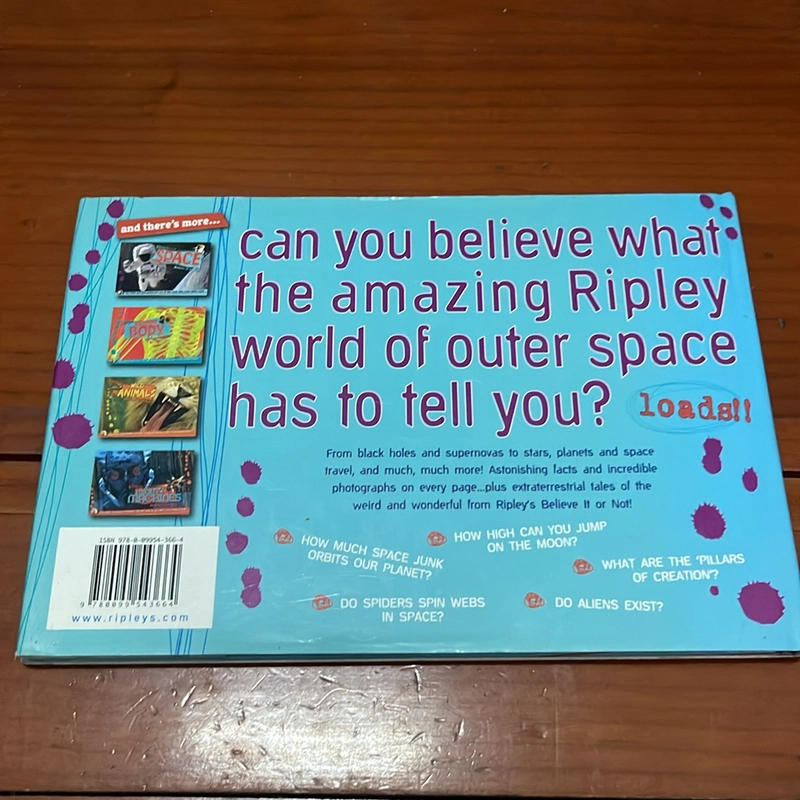 and there's more...
SPACE
BODY
WILD
ANIMALS
MACHINES
can you believe what
the amazing Ripley
world of outer space
has to tell you? loads!!
From black holes and supernovas to stars, planets and space
travel, and much, much more! Astonishing facts and incredible
photographs on every page...plus extraterrestrial tales of the
weird and wonderful from Ripley's Believe It or Not!
HOW MUCH SPACE JUNK
ORBITS OUR PLANET?
HOW HIGH CAN YOU JUMP
ON THE MOON?
WHAT ARE THE 'PILLARS
OF CREATION'?
DO SPIDERS SPIN WEBS
IN SPACE?
DO ALIENS EXIST?
ISBN 978-0-09954-366-4
9 780099 543664
www.ripleys.com